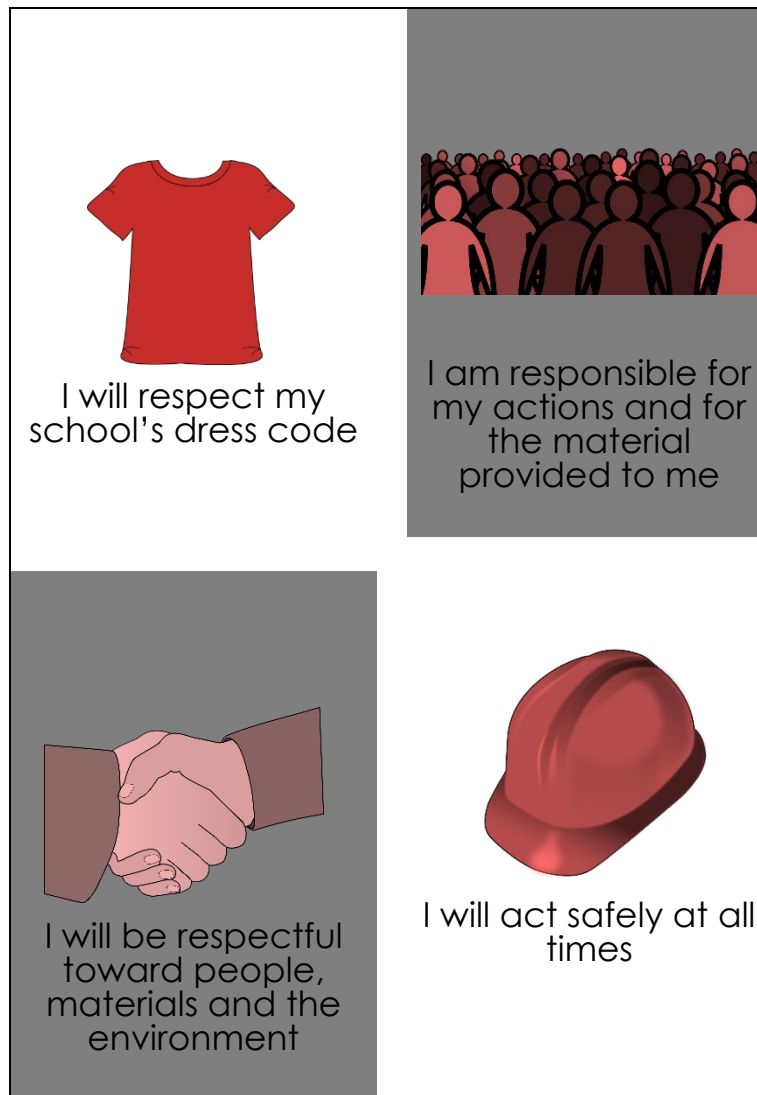 I will respect my
school’s dress code
I am responsible for
my actions and for
the material
provided to me
I will be respectful
toward people,
materials and the
environment
I will act safely at all
times